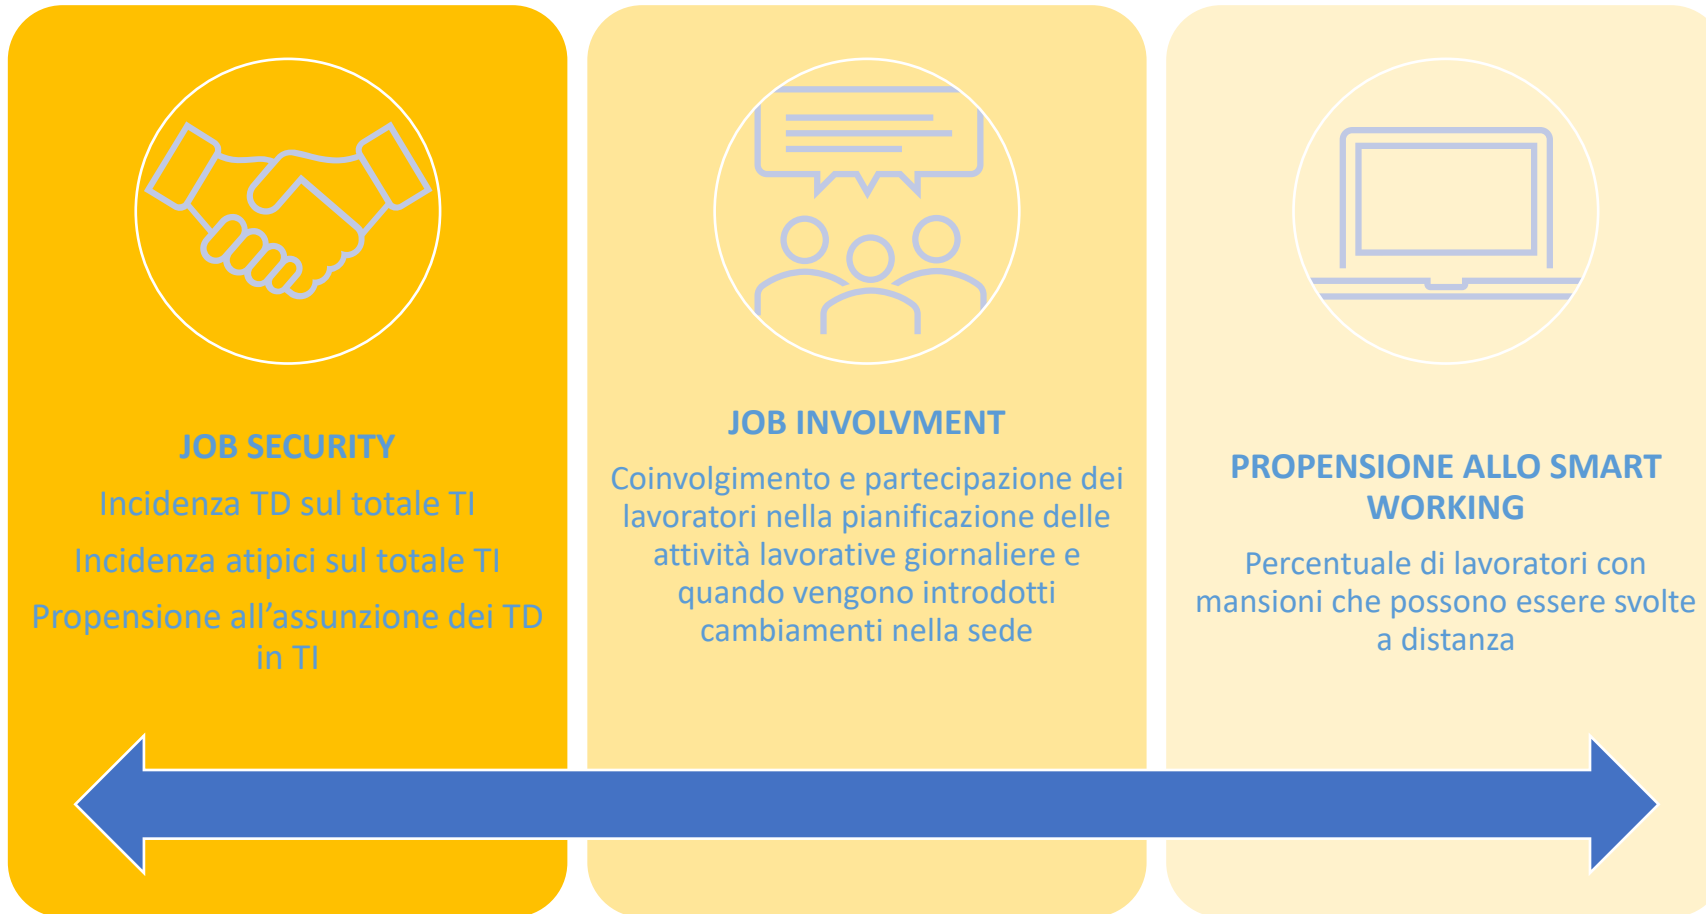 JOB SECURITY
Incidenza TD sul totale TI
Incidenza atipici sul totale TI
Propensione all’assunzione dei TD
in TI
JOB INVOLVMENT
Coinvolgimento e partecipazione dei
lavoratori nella pianificazione delle
attività lavorative giornaliere e
quando vengono introdotti
cambiamenti nella sede
PROPENSIONE ALLO SMART
WORKING
Percentuale di lavoratori con
mansioni che possono essere svolte
a distanza